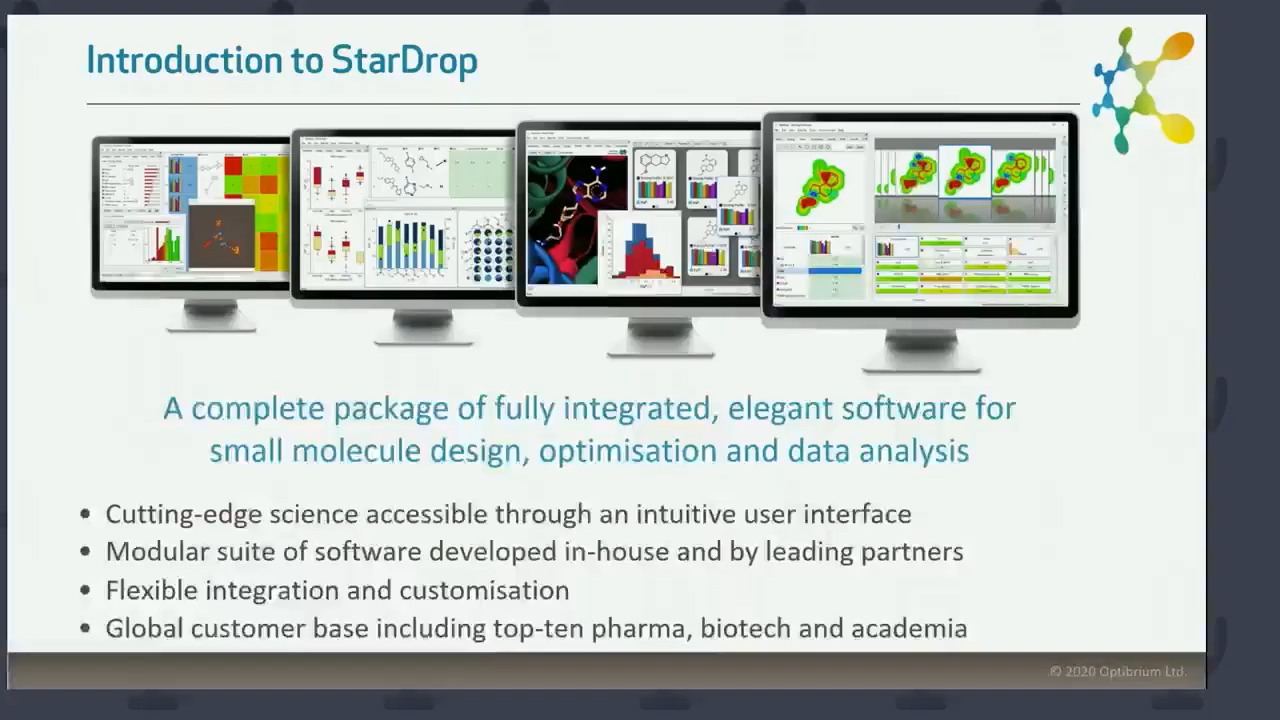 Introduction to StarDrop
A complete package of fully integrated, elegant software for
small molecule design, optimisation and data analysis
• Cutting-edge science accessible through an intuitive user interface
• Modular suite of software developed in-house and by leading partners
• Flexible integration and customisation
• Global customer base including top-ten pharma, biotech and academia
© 2020 Optibrium Ltd.